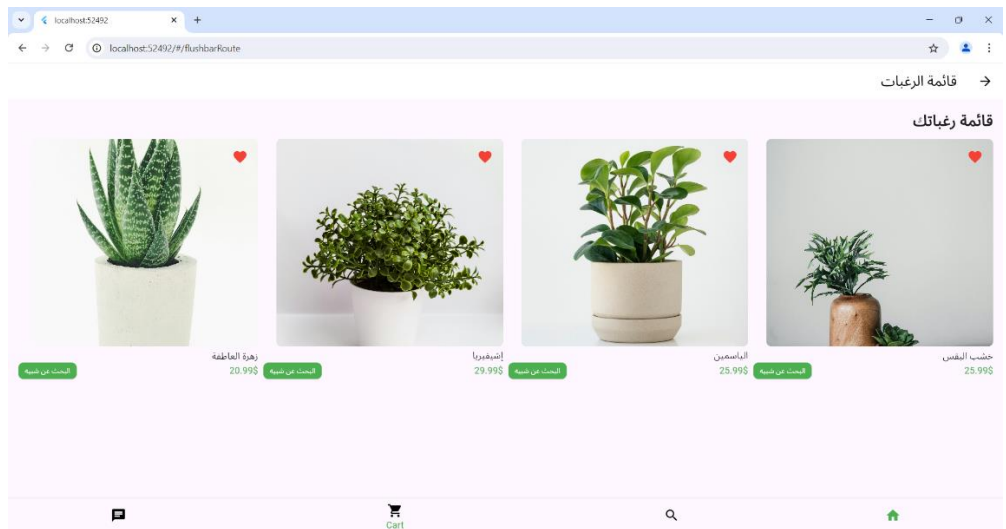 localhost:52492
localhost:52492/#/flushbarRoute
قائمة الرغبات
قائمة رغباتك
خشب البقس
25.99$
البحث عن شبيه
الياسمين
25.99$
البحث عن شبيه
إشيفيريا
29.99$
البحث عن شبيه
زهرة العاطفة
20.99$
البحث عن شبيه
Cart